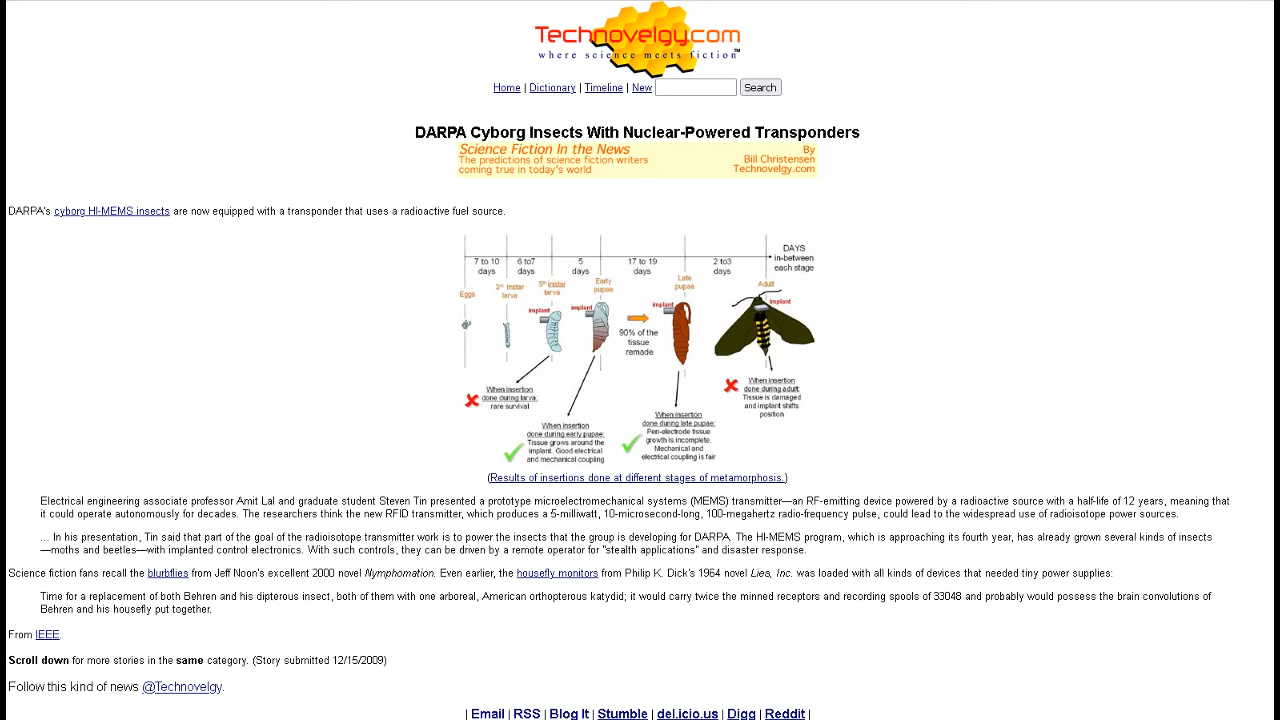 Technovelgy.com
where science meets fiction™
Home | Dictionary | Timeline | New Search
DARPA Cyborg Insects With Nuclear-Powered Transponders
Science Fiction In the News
The predictions of science fiction writers
coming true in today's world
By
Bill Christensen
Technovelgy.com
DARPA's cyborg HI-MEMS insects are now equipped with a transponder that uses a radioactive fuel source.
DAYS
in-between
each stage
7 to 10
days
6 to7
days
5
days
17 to 19
days
2 to3
days
Eggs
3rd instar
larva
5th instar
larva
Early
pupae
Late
pupae
Adult
implant
implant
implant
implant
90% of the
tissue
remade
When insertion
done during larva:
rare survival
When insertion
done during early pupae:
Tissue grows around the
implant. Good electrical
and mechanical coupling
When insertion
done during late pupae:
Peri-electrode tissue
growth is incomplete.
Mechanical and
electrical coupling is fair
When insertion
done during adult:
Tissue is damaged
and implant shifts
position
(Results of insertions done at different stages of metamorphosis.)
Electrical engineering associate professor Amit Lal and graduate student Steven Tin presented a prototype microelectromechanical systems (MEMS) transmitter—an RF-emitting device powered by a radioactive source with a half-life of 12 years, meaning that
it could operate autonomously for decades. The researchers think the new RFID transmitter, which produces a 5-milliwatt, 10-microsecond-long, 100-megahertz radio-frequency pulse, could lead to the widespread use of radioisotope power sources.
... In his presentation, Tin said that part of the goal of the radioisotope transmitter work is to power the insects that the group is developing for DARPA. The HI-MEMS program, which is approaching its fourth year, has already grown several kinds of insects
—moths and beetles—with implanted control electronics. With such controls, they can be driven by a remote operator for "stealth applications" and disaster response.
Science fiction fans recall the blurbflies from Jeff Noon's excellent 2000 novel Nymphomation. Even earlier, the housefly monitors from Philip K. Dick's 1964 novel Lies, Inc. was loaded with all kinds of devices that needed tiny power supplies:
Time for a replacement of both Behren and his dipterous insect, both of them with one arboreal, American orthopterous katydid; it would carry twice the minned receptors and recording spools of 33048 and probably would possess the brain convolutions of
Behren and his housefly put together.
From IEEE.
Scroll down for more stories in the same category. (Story submitted 12/15/2009)
Follow this kind of news @Technovelgy.
| Email | RSS | Blog It | Stumble | del.icio.us | Digg | Reddit |